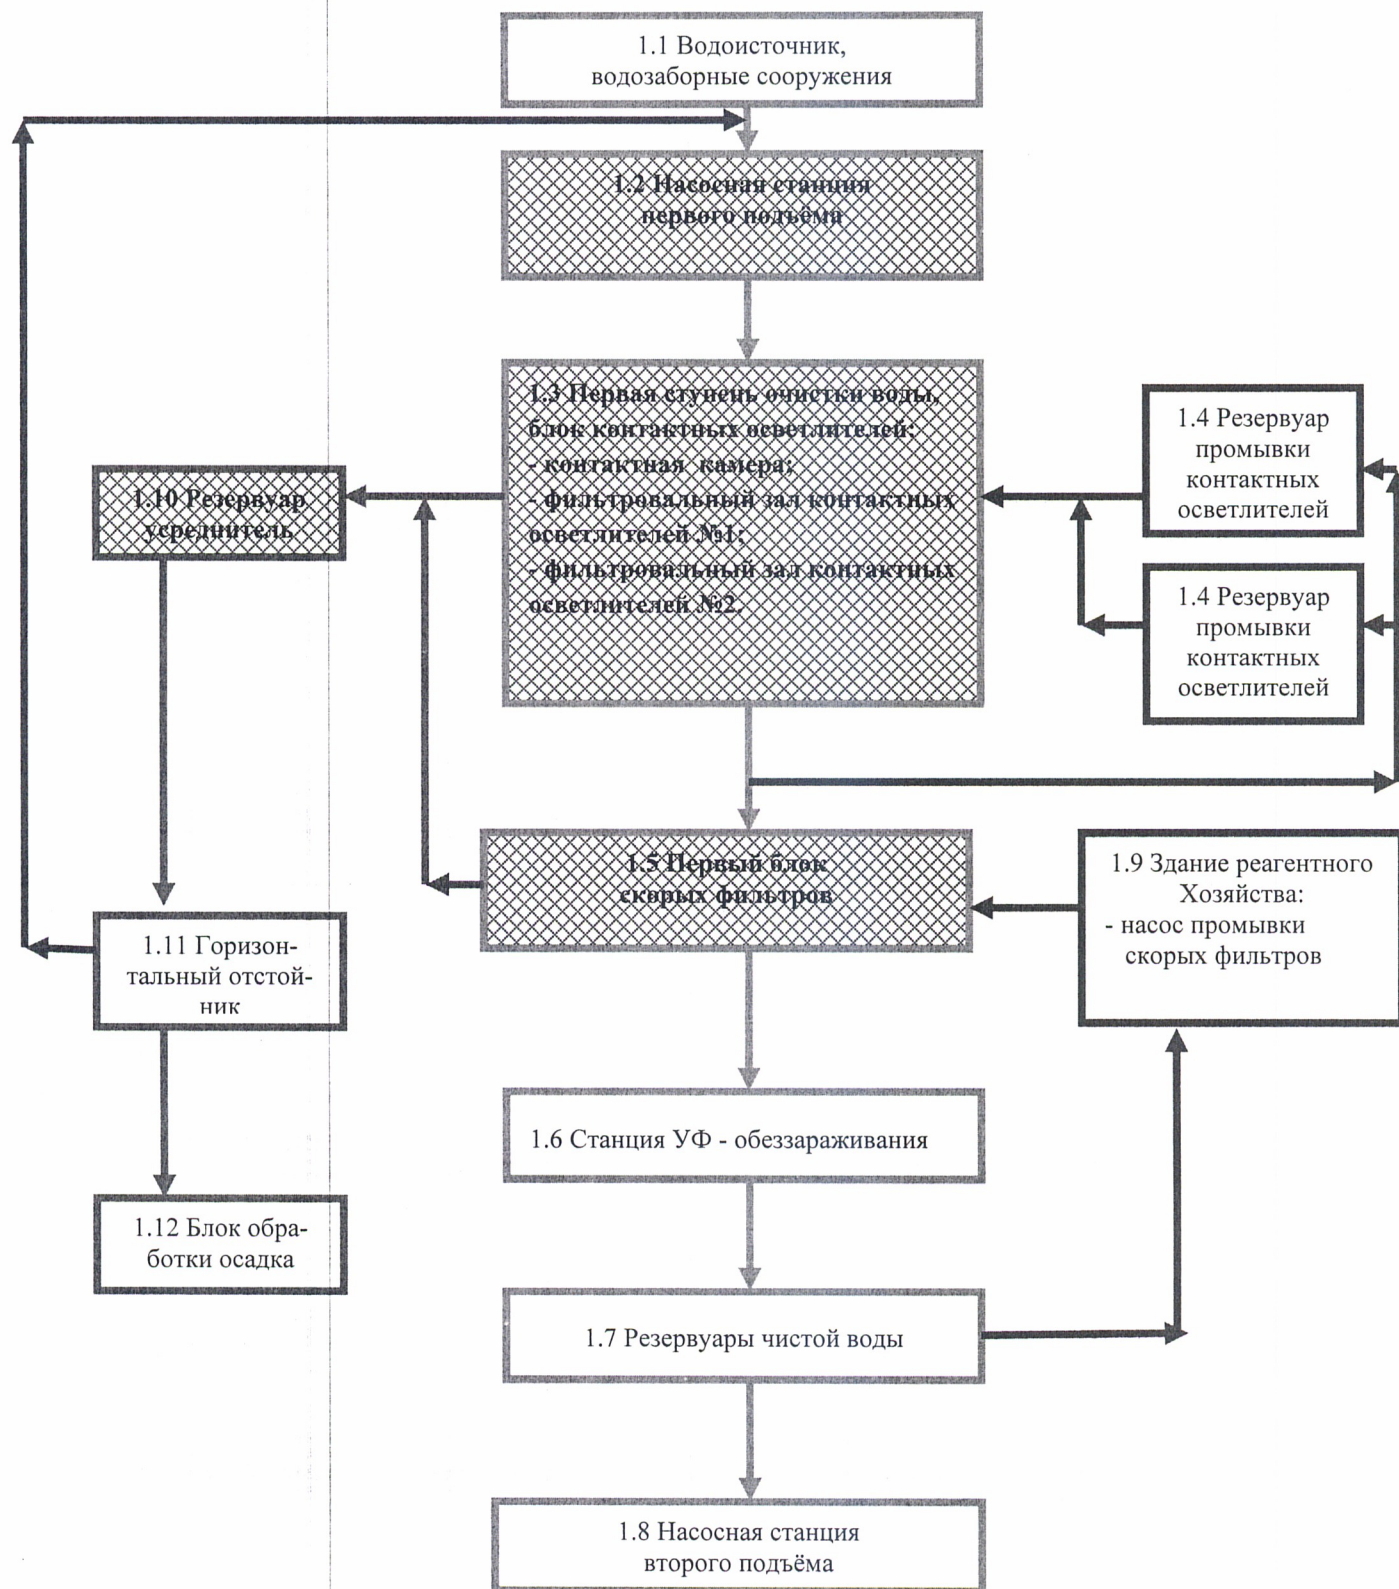 1.1 Водоисточник,
водозаборные сооружения
1.2 Насосная станция
первого подъёма
1.3 Первая ступень очистки воды,
блок контактных осветлителей:
- контактная камера;
- фильтровальный зал контактных
осветлителей №1;
- фильтровальный зал контактных
осветлителей №2.
1.4 Резервуар
промывки
контактных
осветлителей
1.4 Резервуар
промывки
контактных
осветлителей
1.10 Резервуар
усреднитель
1.5 Первый блок
скорых фильтров
1.9 Здание реагентного
Хозяйства:
- насос промывки
скорых фильтров
1.11 Горизон-
тальный отстой-
ник
1.6 Станция УФ - обеззараживания
1.12 Блок обра-
ботки осадка
1.7 Резервуары чистой воды
1.8 Насосная станция
второго подъёма